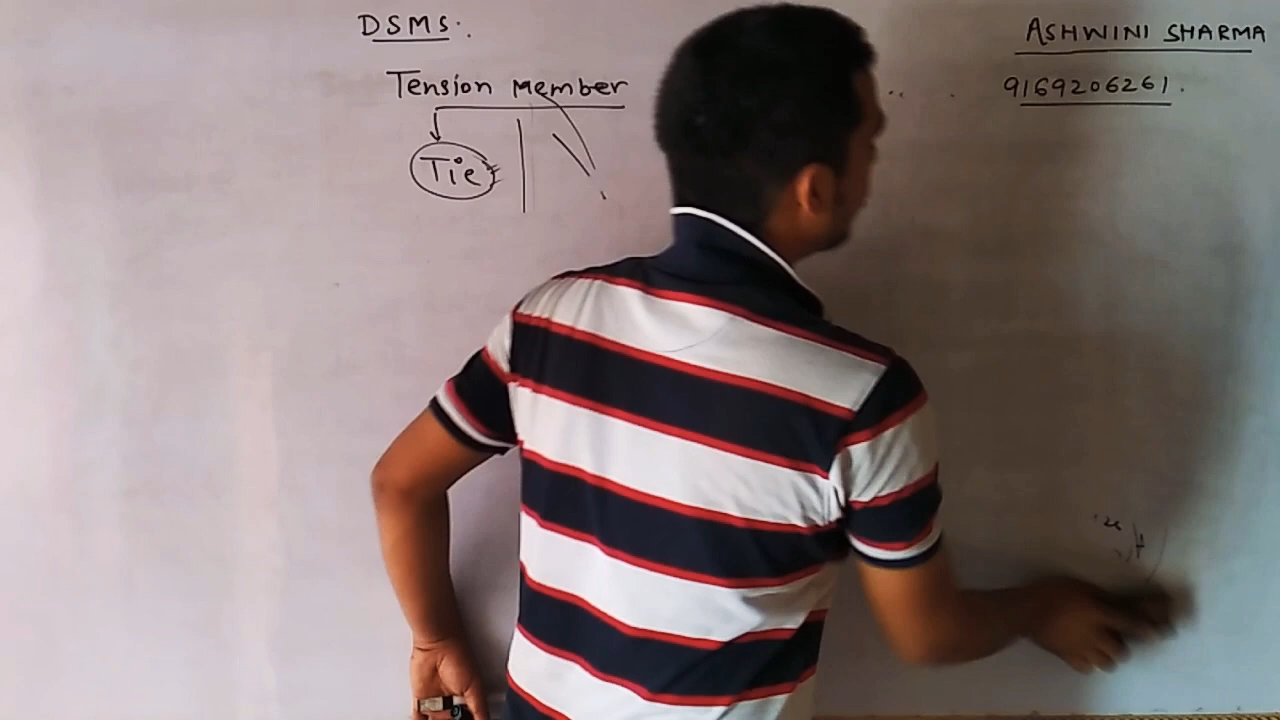 DSMS.
ASHWINI SHARMA
Tension member
9169206261.
Tie